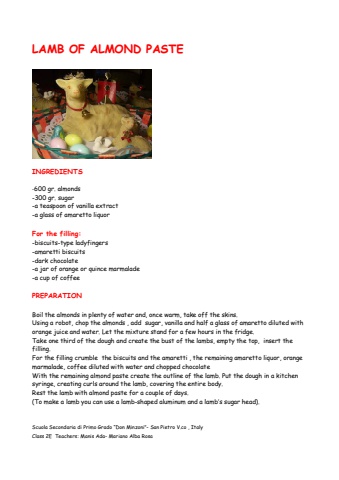 LAMB OF ALMOND PASTE
INGREDIENTS
-600 gr. almonds
-300 gr. sugar
-a teaspoon of vanilla extract
-a glass of amaretto liquor
For the filling:
-biscuits-type ladyfingers
-amaretti biscuits
-dark chocolate
-a jar of orange or quince marmalade
-a cup of coffee
PREPARATION
Boil the almonds in plenty of water and, once warm, take off the skins.
Using a robot, chop the almonds , add sugar, vanilla and half a glass of amaretto diluted with
orange juice and water. Let the mixture stand for a few hours in the fridge.
Take one third of the dough and create the bust of the lambs, empty the top, insert the
filling.
For the filling crumble the biscuits and the amaretti , the remaining amaretto liquor, orange
marmalade, coffee diluted with water and chopped chocolate
With the remaining almond paste create the outline of the lamb. Put the dough in a kitchen
syringe, creating curls around the lamb, covering the entire body.
Rest the lamb with almond paste for a couple of days.
(To make a lamb you can use a lamb-shaped aluminum and a lamb's sugar head).
Scuola Secondaria di Primo Grado "Don Minzoni"- San Pietro V.co , Italy
Class 2E Teachers: Monis Ada- Mariano Alba Rosa